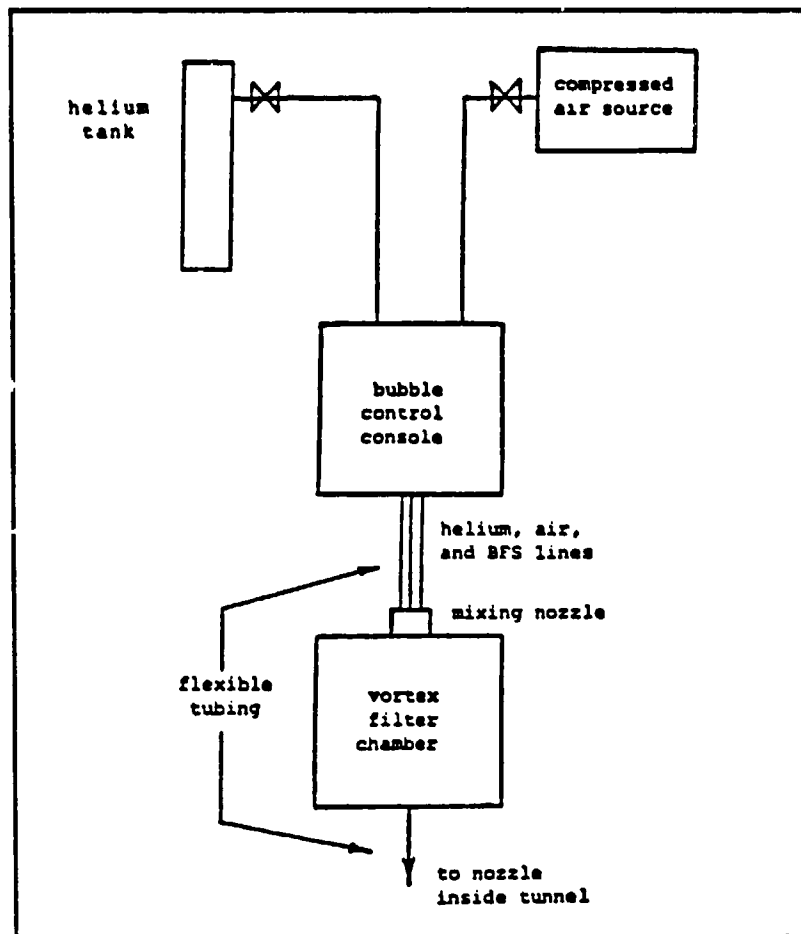 helium
tank
compressed
air source
bubble
control
console
helium, air,
and BFS lines
mixing nozzle
flexible
tubing
vortex
filter
chamber
to nozzle
inside tunnel